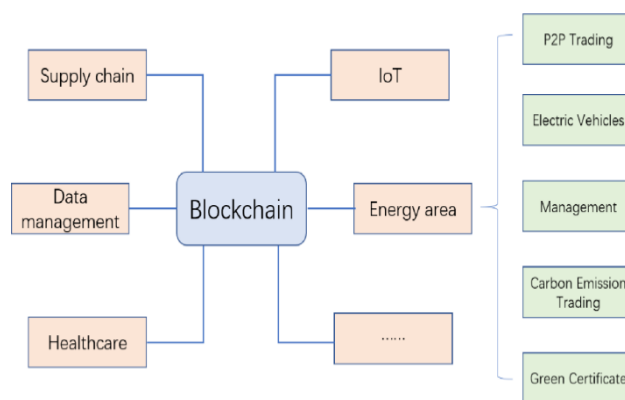 Supply chain
IoT
Data
management
Blockchain
Energy area
Healthcare
......
P2P Trading
Electric Vehicles
Management
Carbon Emission
Trading
Green Certificate